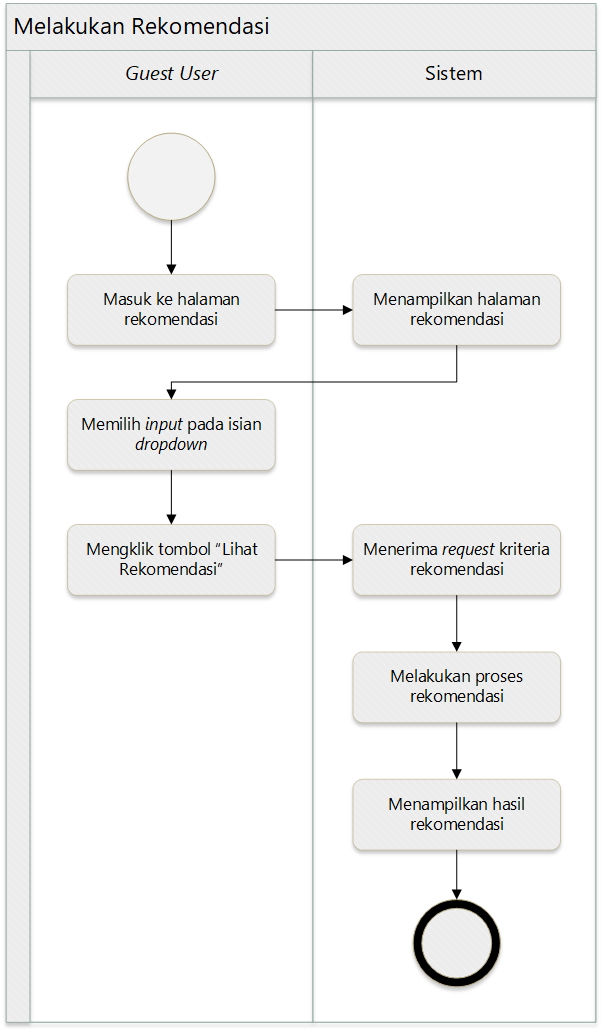 Melakukan Rekomendasi
Guest User
Sistem
Masuk ke halaman
rekomendasi
Menampilkan halaman
rekomendasi
Memilih input pada isian
dropdown
Mengklik tombol “Lihat
Rekomendasi”
Menerima request kriteria
rekomendasi
Melakukan proses
rekomendasi
Menampilkan hasil
rekomendasi